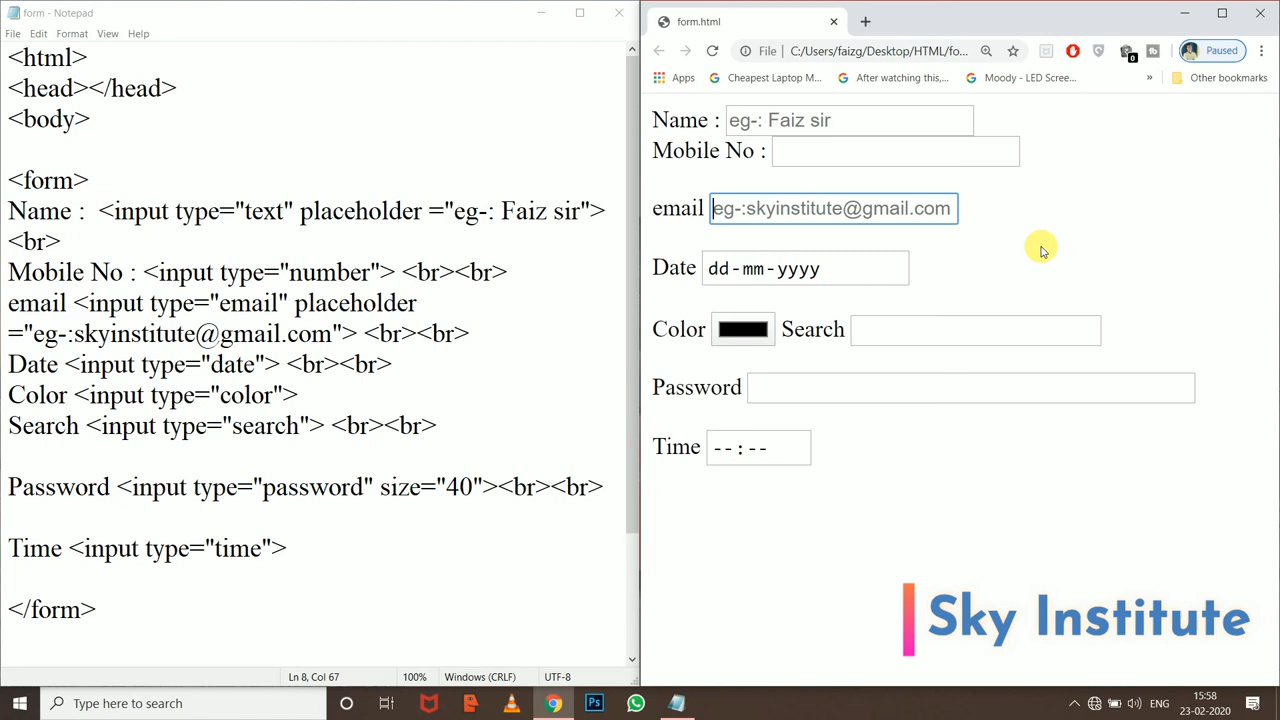 form - Notepad
File Edit Format View Help
<html>
<head></head>
<body>
<form>
Name :  <input type="text" placeholder ="eg-: Faiz sir">
<br>
Mobile No : <input type="number"> <br><br>
email <input type="email" placeholder
="eg-:skyinstitute@gmail.com"> <br><br>
Date <input type="date"> <br><br>
Color <input type="color">
Search <input type="search"> <br><br>
Password <input type="password" size="40"><br><br>
Time <input type="time">
</form>
Ln 8, Col 67 100% Windows (CRLF) UTF-8
form.html
File C:/Users/faizg/Desktop/HTML/fo... Paused
Apps Cheapest Laptop M... After watching this,... Moody - LED Scree... » Other bookmarks
Name : eg-: Faiz sir
Mobile No :
email eg-:skyinstitute@gmail.com
Date dd-mm-yyyy
Color Search
Password
Time --:--
Sky Institute
Type here to search
Ps
ENG
15:58
23-02-2020